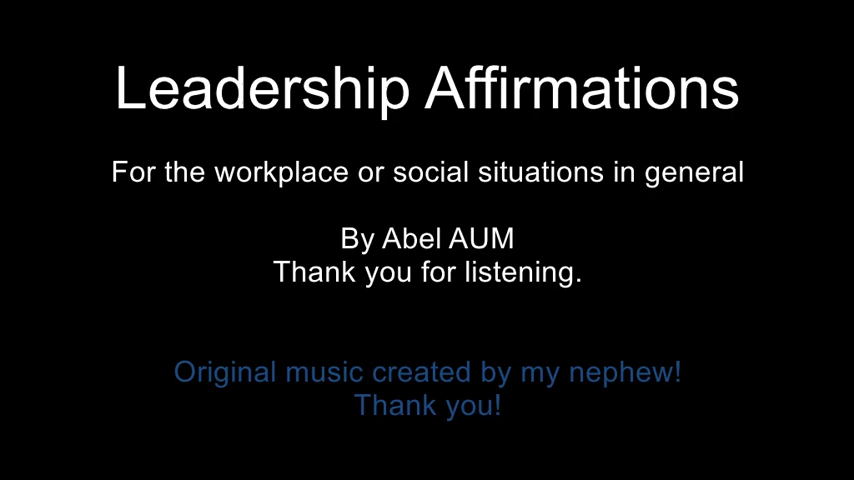 Leadership Affirmations
For the workplace or social situations in general
By Abel AUM
Thank you for listening.
Original music created by my nephew!
Thank you!